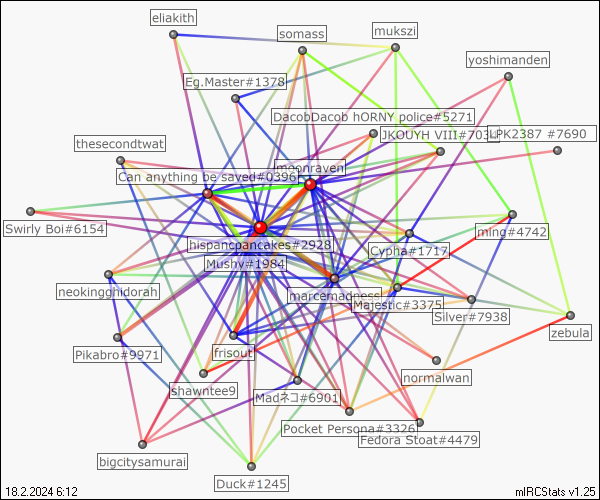 eliakith
somass
mukszi
yoshimanden
Eg.Master#1378
DacobDacob hORNY police#5271
JKOUYH VIII#703
LPK2387 #7690
thesecondtwat
moonraven
Can anything be saved#0396
Swirly Boi#6154
ming#4742
hispancpancakes#2928
Cypha#1717
Mushy#1984
neokingghidorah
marcemadness
Majestic#3375
Silver#7938
zebula
Pikabro#9971
frisout
normalwan
shawntee9
Madネコ#6901
Pocket Persona#3326
Fedora Stoat#4479
bigcitysamurai
Duck#1245
18.2.2024 6:12
mIRCStats v1.25